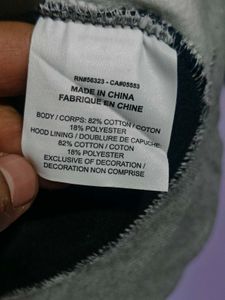 RN#56323 - CA#05553
MADE IN CHINA
FABRIQUE EN CHINE
BODY / CORPS: 82% COTTON / COTON
18% POLYESTER
HOOD LINING / DOUBLURE DE CAPUCHE
82% COTTON / COTON
18% POLYESTER
EXCLUSIVE OF DECORATION /
DECORATION NON COMPRISE